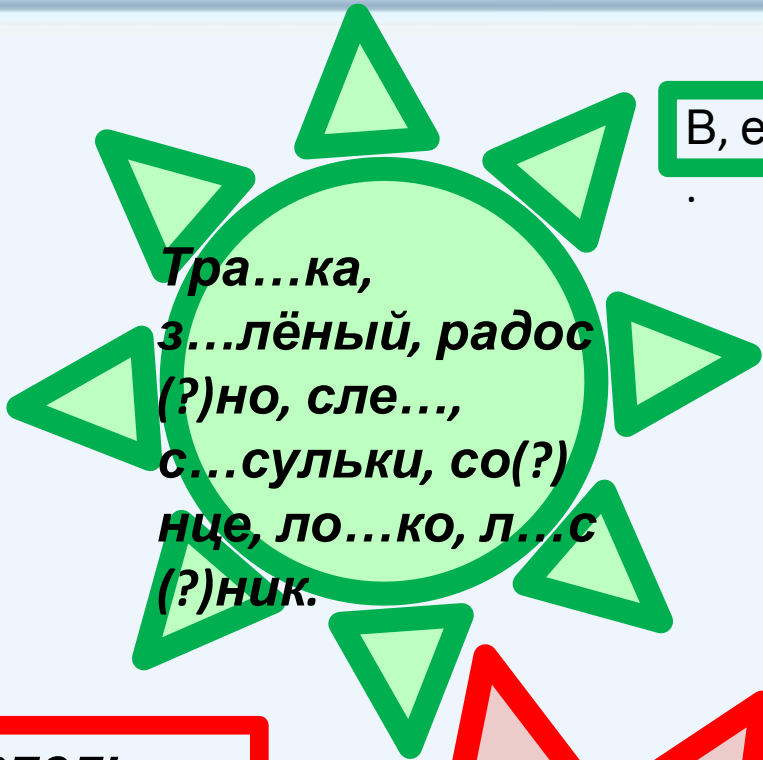 В, е
.
Тра...ка,
з...лёный, радос
(?)но, сле...,
с...сульки, со(?)
нце, ло...ко, л...с
(?)ник.